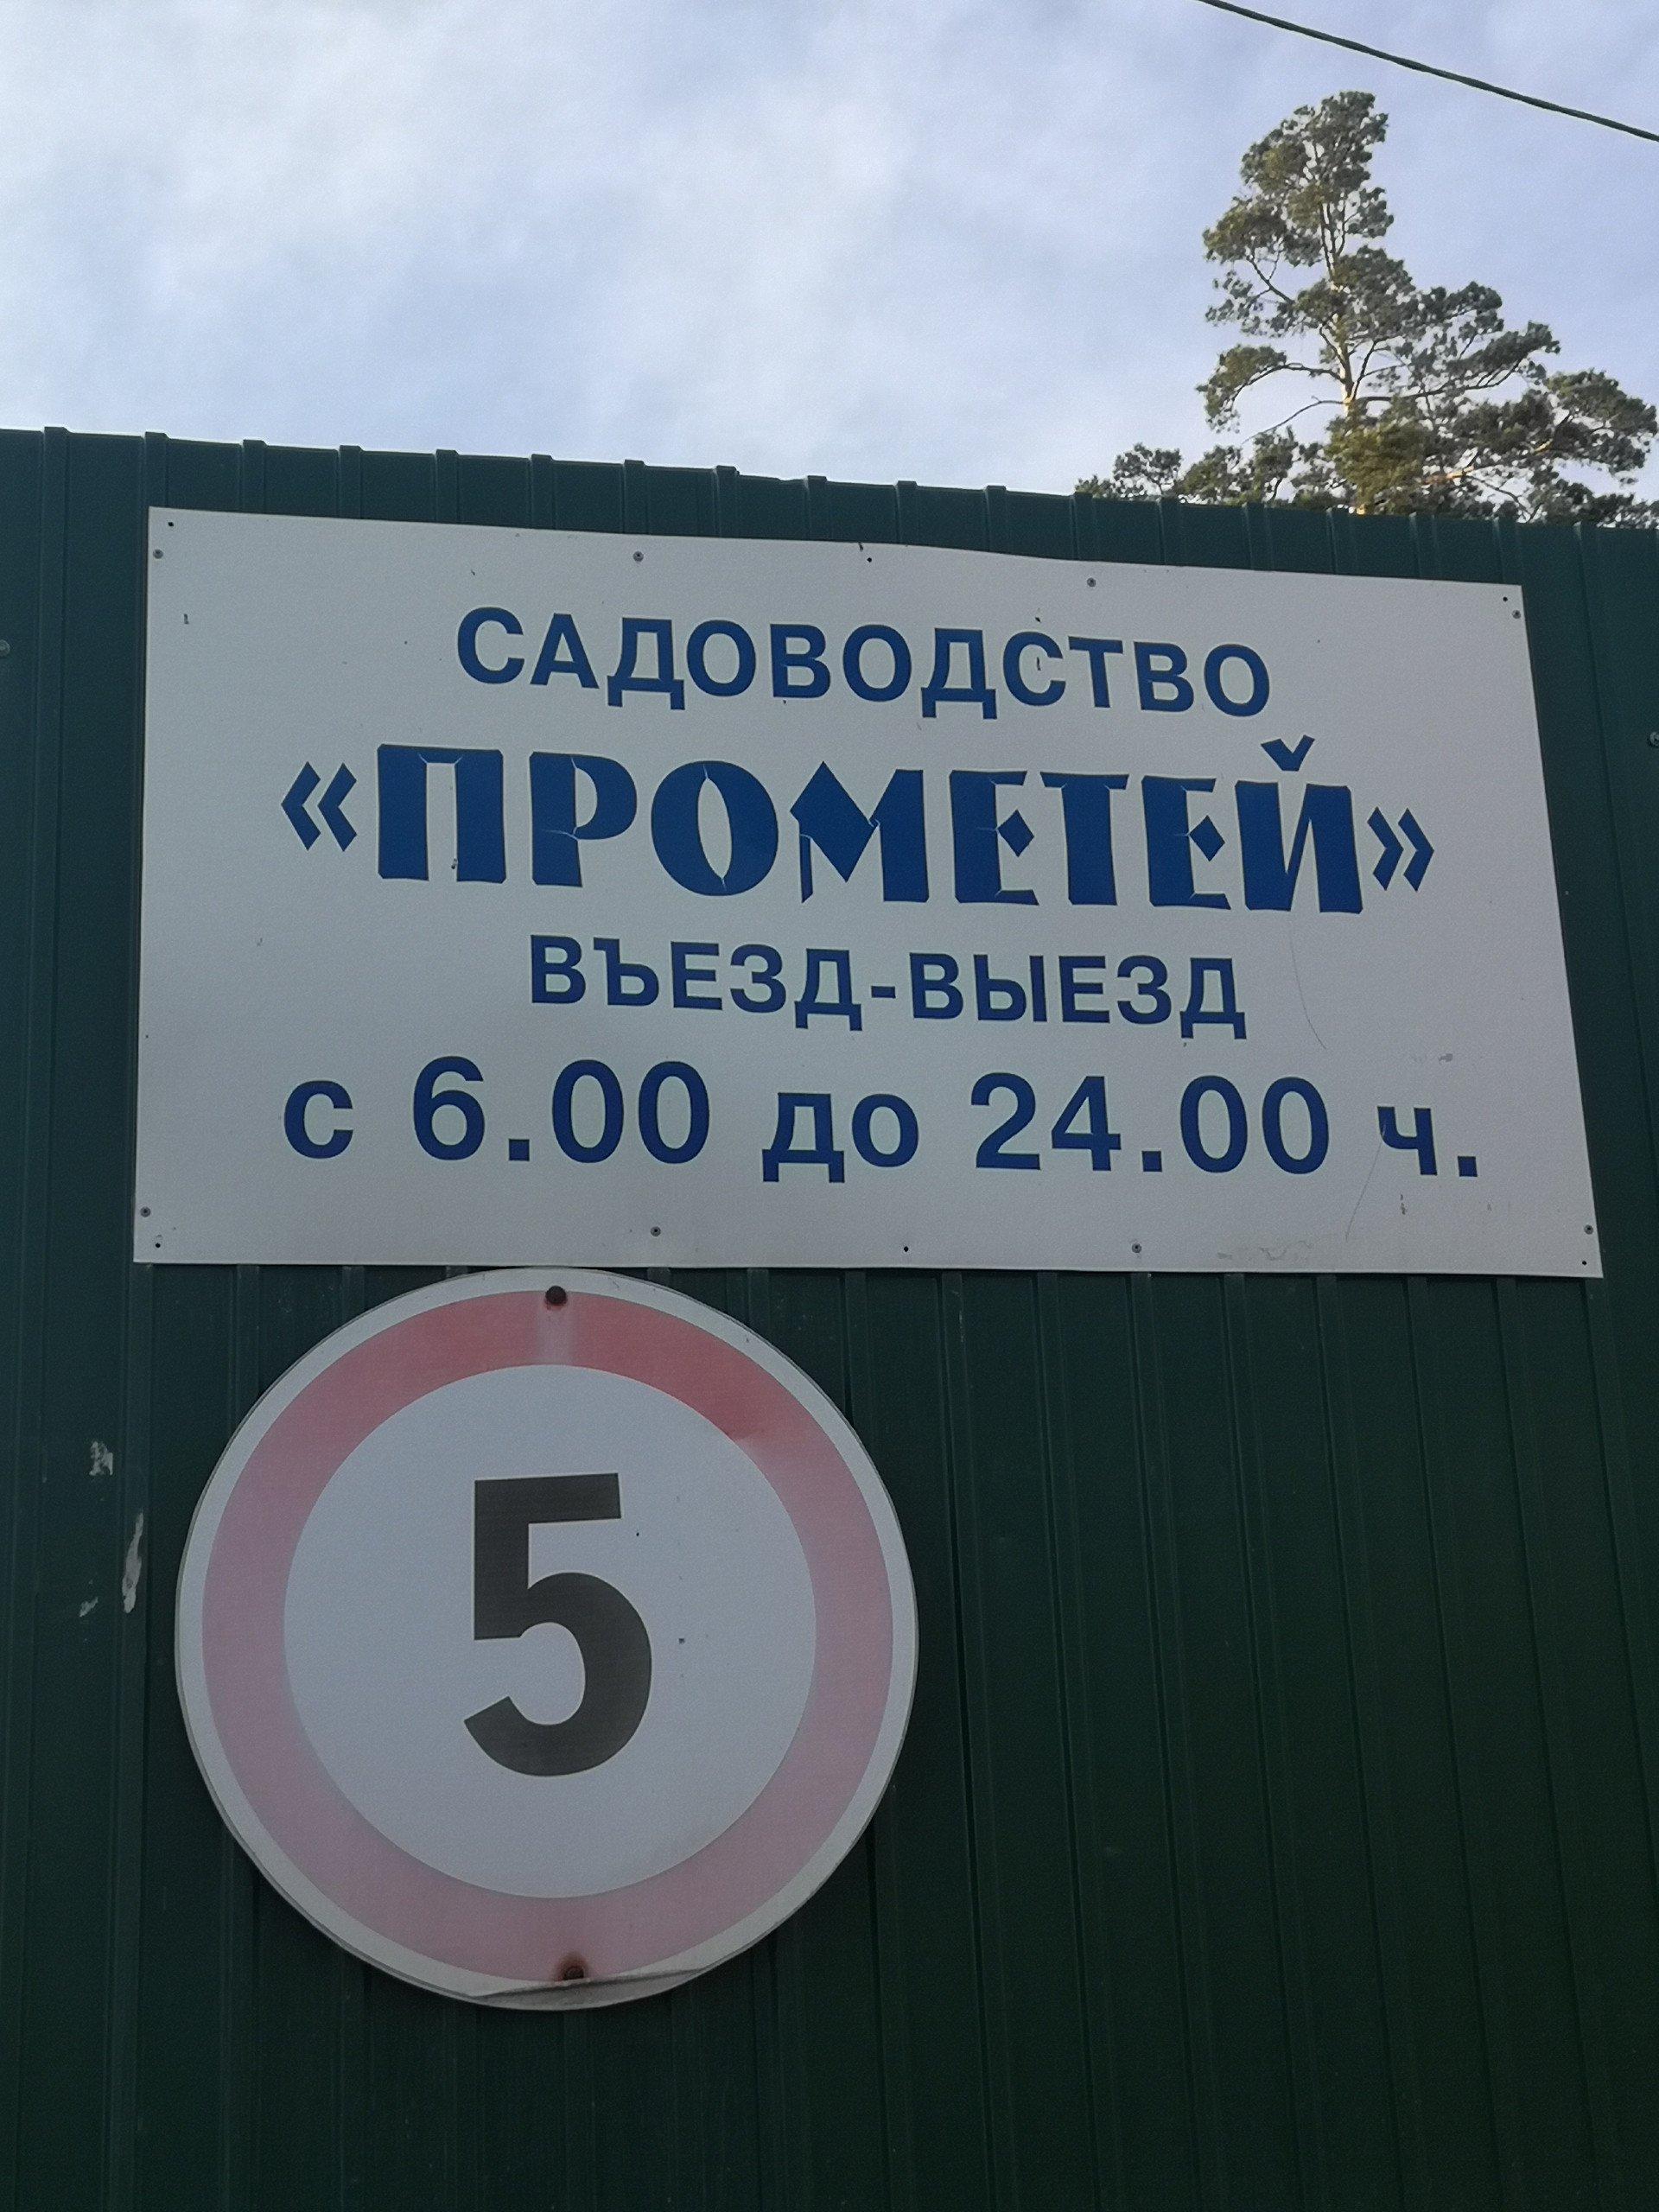 САДОВОДСТВО
«ПРОМЕТЕЙ»
ВЪЕЗД-ВЫЕЗД
с 6.00 до 24.00 ч.
5